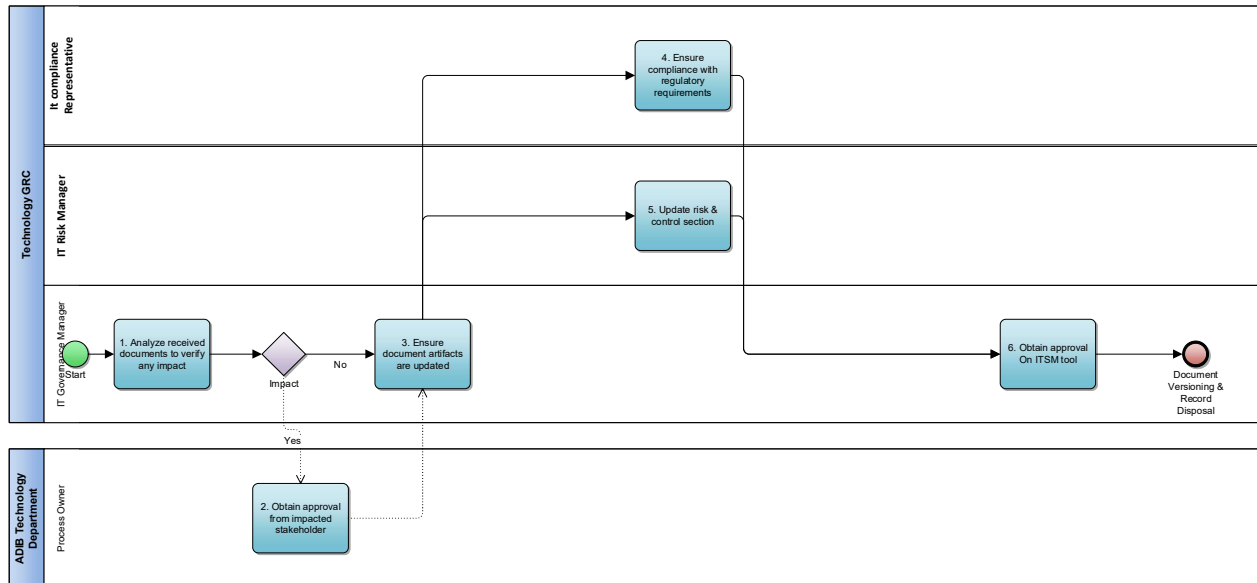 Technology GRC
It compliance
Representative
4. Ensure
compliance with
regulatory
requirements
IT Risk Manager
5. Update risk &
control section
IT Governance Manager
Start
1. Analyze received
documents to verify
any impact
Impact
No
Yes
3. Ensure
document artifacts
are updated
6. Obtain approval
On ITSM tool
Document
Versioning &
Record
Disposal
ADIB Technology
Department
Process Owner
2. Obtain approval
from impacted
stakeholder